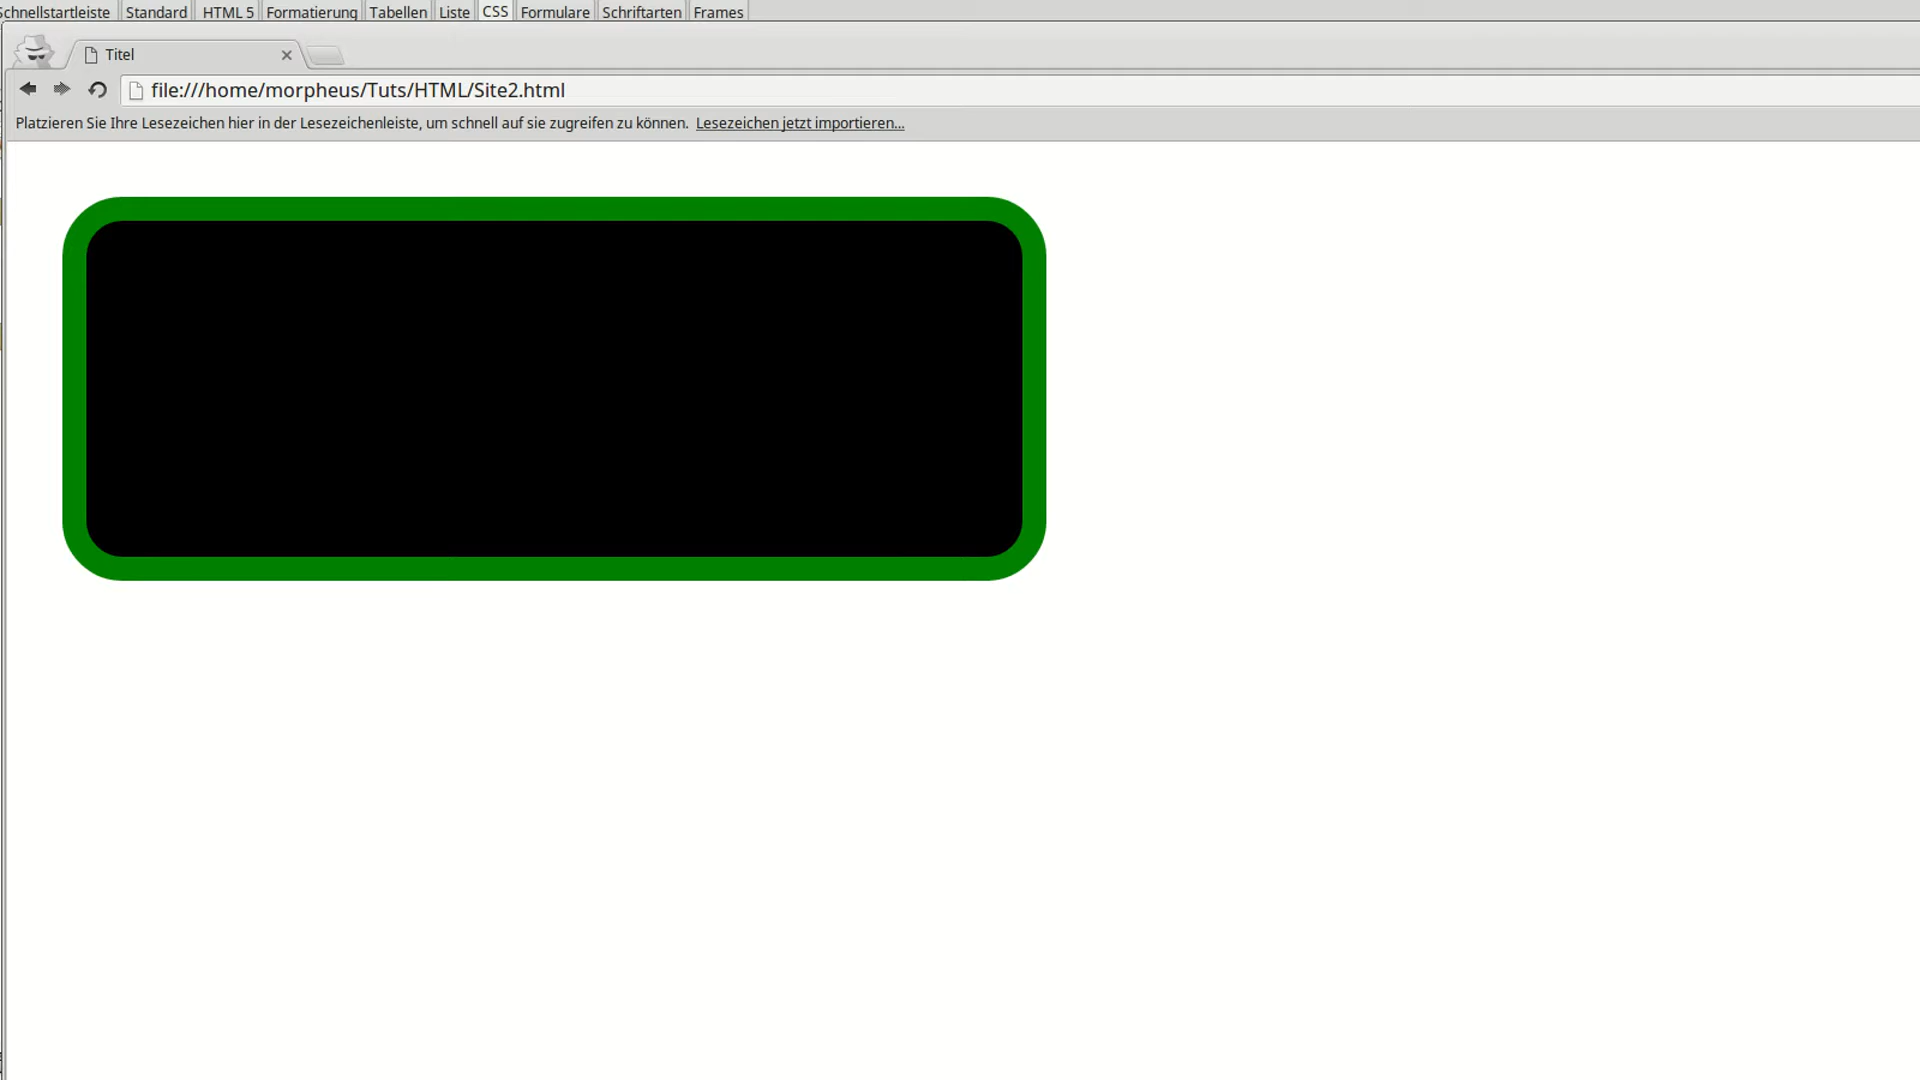 Schnellstartleiste Standard HTML 5 Formatierung Tabellen Liste CSS Formulare Schriftarten Frames
Titel
file:///home/morpheus/Tuts/HTML/Site2.html
Platzieren Sie Ihre Lesezeichen hier in der Lesezeichenleiste, um schnell auf sie zugreifen zu können. Lesezeichen jetzt importieren...